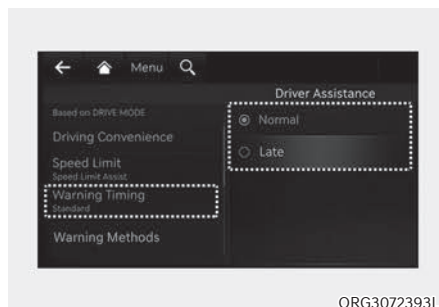 Menu
Driver Assistance
Based on DRIVE MODE
Driving Convenience
Speed Limit
Speed Limit Assist
Warning Timing
Standard
Warning Methods
Normal
Late
ORG3072393L